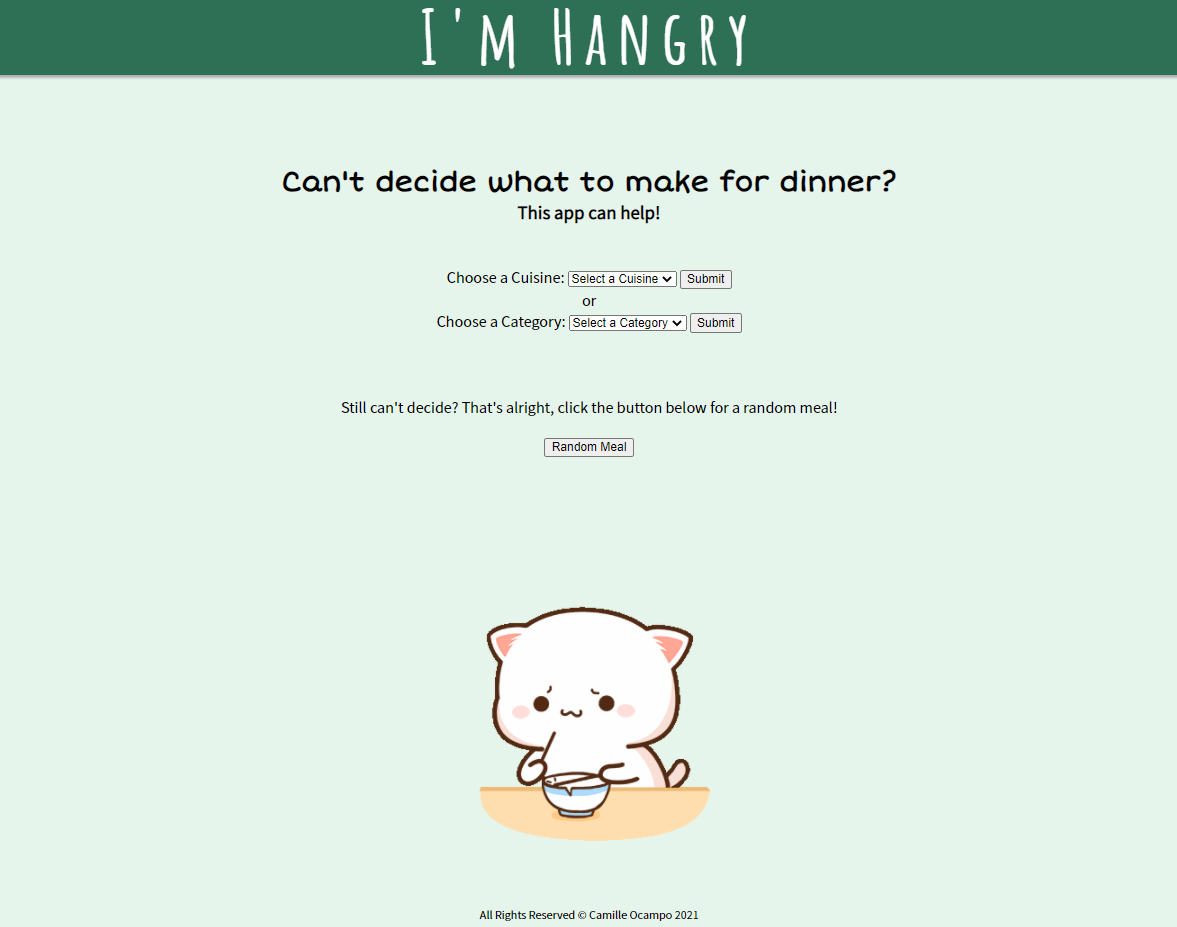 I'm Hangry
Can't decide what to make for dinner?
This app can help!
Choose a Cuisine: Select a Cuisine Submit
or
Choose a Category: Select a Category Submit
Still can't decide? That's alright, click the button below for a random meal!
Random Meal
All Rights Reserved © Camille Ocampo 2021